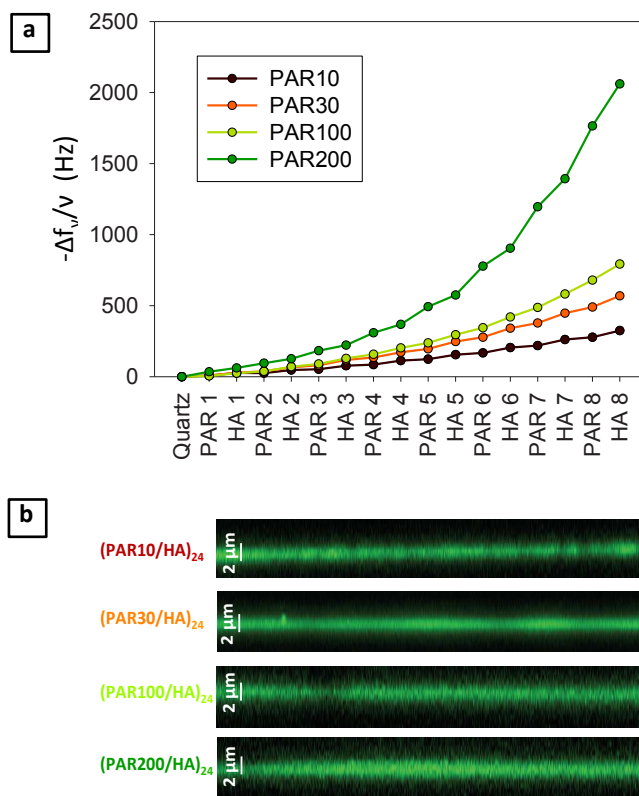 a
2500
2000
1500
1000
500
0
-Δfᵥ/ν (Hz)
PAR10
PAR30
PAR100
PAR200
Quartz
PAR 1
HA 1
PAR 2
HA 2
PAR 3
HA 3
PAR 4
HA 4
PAR 5
HA 5
PAR 6
HA 6
PAR 7
HA 7
PAR 8
HA 8
b
(PAR10/HA)₂₄
2 μm
(PAR30/HA)₂₄
2 μm
(PAR100/HA)₂₄
2 μm
(PAR200/HA)₂₄
2 μm